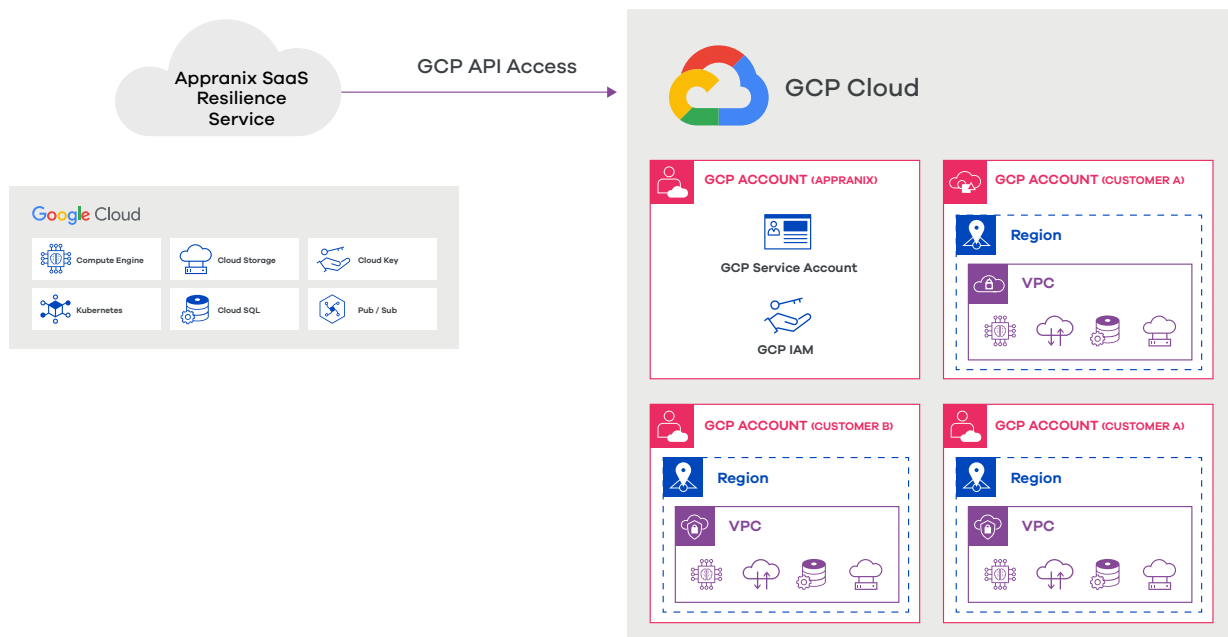 Appranix SaaS
Resilience
Service
GCP API Access
GCP Cloud
Google Cloud
Compute Engine
Cloud Storage
Cloud Key
Kubernetes
Cloud SQL
Pub / Sub
GCP ACCOUNT (APPRANIX)
GCP Service Account
GCP IAM
GCP ACCOUNT (CUSTOMER A)
Region
VPC
GCP ACCOUNT (CUSTOMER B)
Region
VPC
GCP ACCOUNT (CUSTOMER A)
Region
VPC